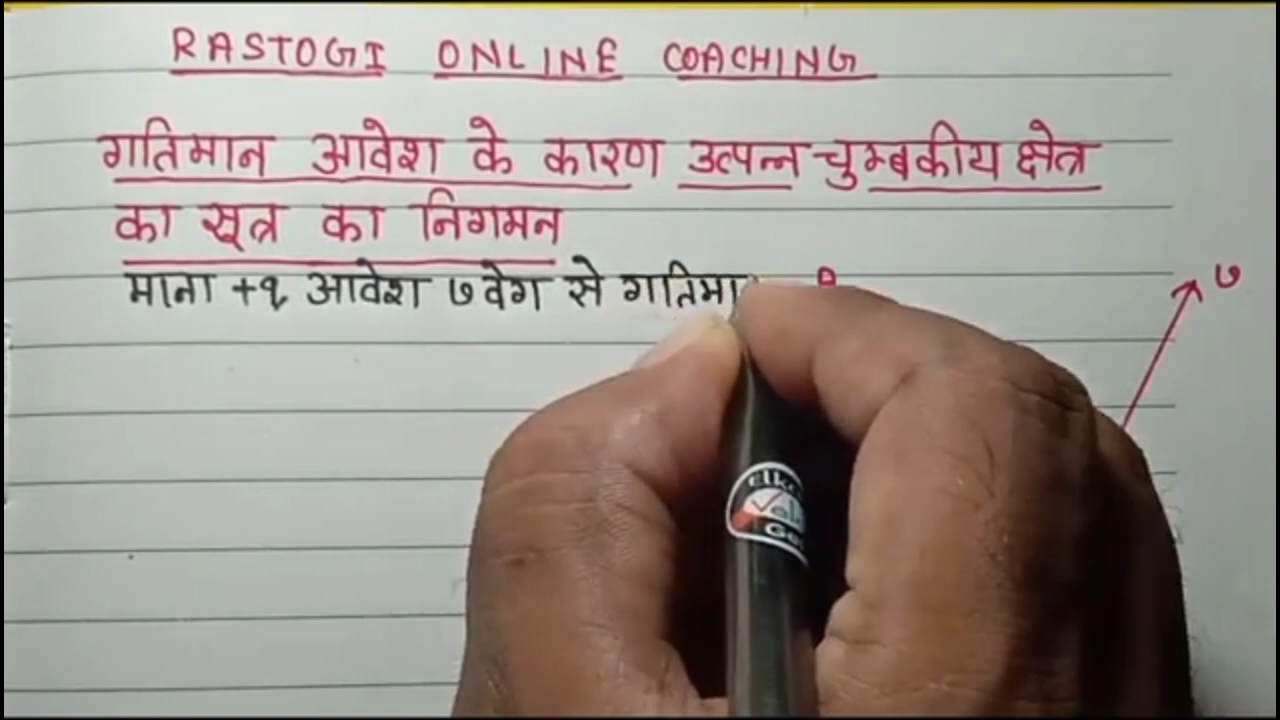 RASTOGI ONLINE COACHING
गतिमान आवेश के कारण उत्पन्न चुम्बकीय क्षेत्र
का सूत्र का निगमन
माना +q आवेश v वेग से गतिमा
v